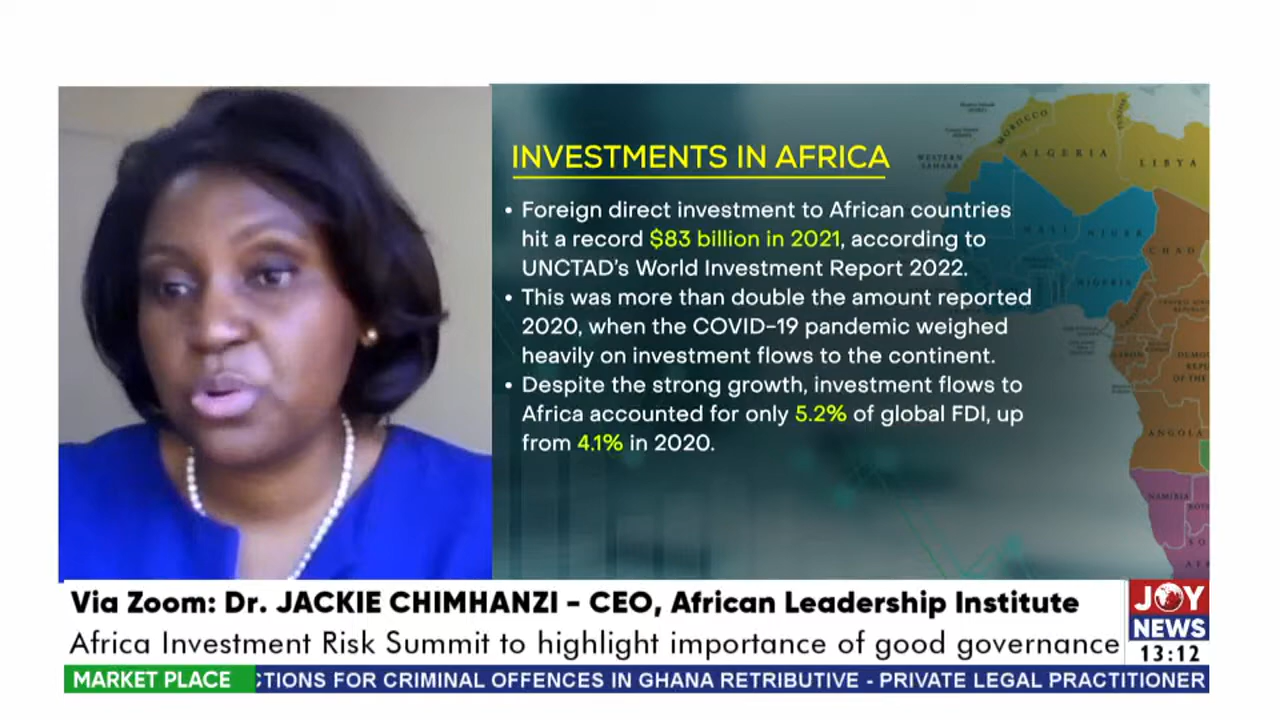 INVESTMENTS IN AFRICA
• Foreign direct investment to African countries
hit a record $83 billion in 2021, according to
UNCTAD's World Investment Report 2022.
• This was more than double the amount reported
2020, when the COVID-19 pandemic weighed
heavily on investment flows to the continent.
• Despite the strong growth, investment flows to
Africa accounted for only 5.2% of global FDI, up
from 4.1% in 2020.
MOROCCO
ALGERIA
LIBYA
WESTERN
SAHARA
MALI
NIGER
CHAD
NIGERIA
ANGOLA
NAMIBIA
Via Zoom: Dr. JACKIE CHIMHANZI - CEO, African Leadership Institute
Africa Investment Risk Summit to highlight importance of good governance
JOY
NEWS
13:12
MARKET PLACE
CTIONS FOR CRIMINAL OFFENCES IN GHANA RETRIBUTIVE - PRIVATE LEGAL PRACTITIONER